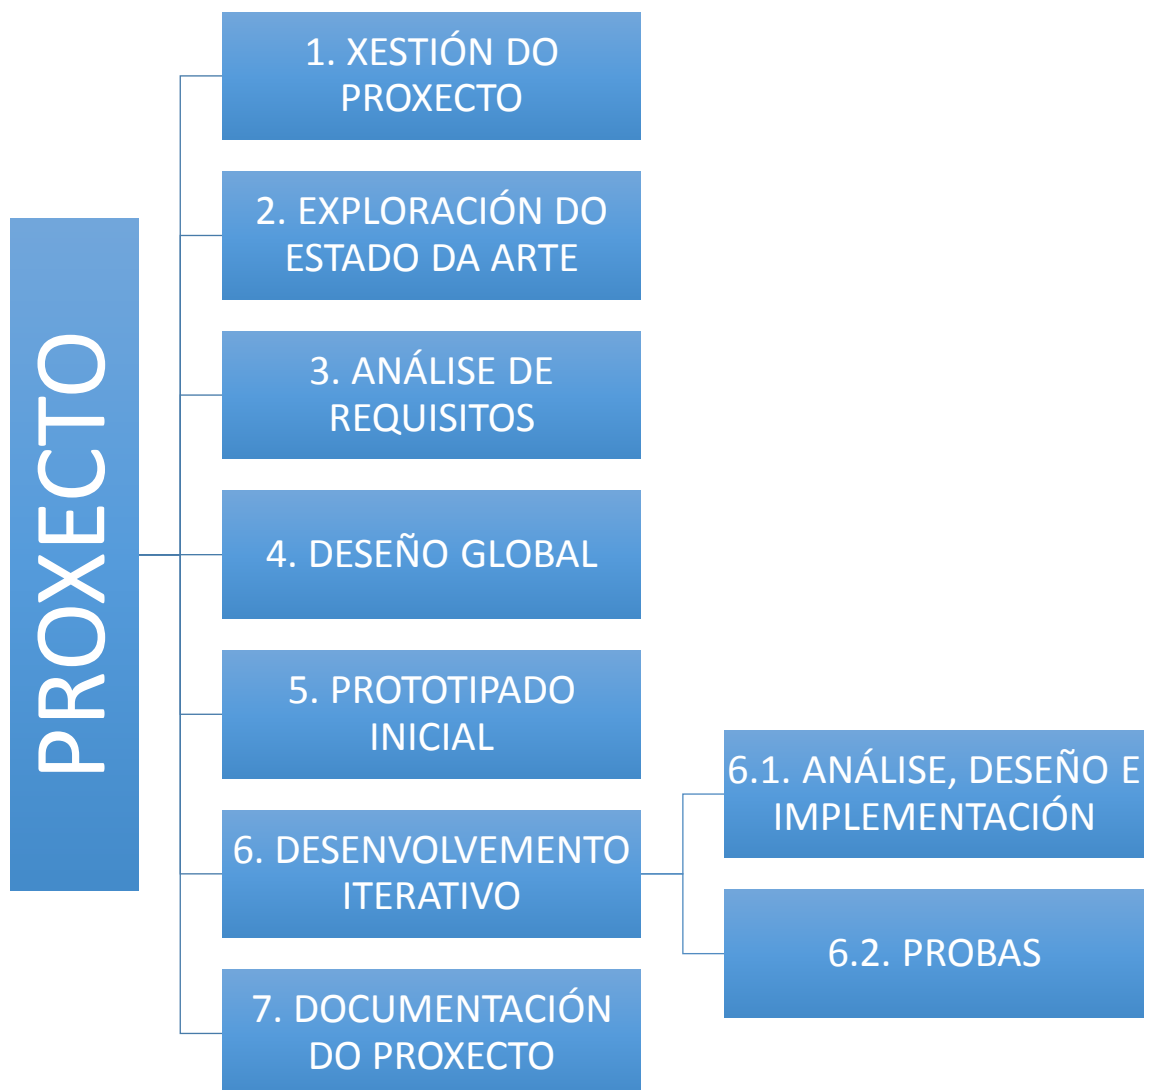 PROXECTO
1. XESTIÓN DO
PROXECTO
2. EXPLORACIÓN DO
ESTADO DA ARTE
3. ANÁLISE DE
REQUISITOS
4. DESEÑO GLOBAL
5. PROTOTIPADO
INICIAL
6. DESENVOLVEMENTO
ITERATIVO
6.1. ANÁLISE, DESEÑO E
IMPLEMENTACIÓN
6.2. PROBAS
7. DOCUMENTACIÓN
DO PROXECTO